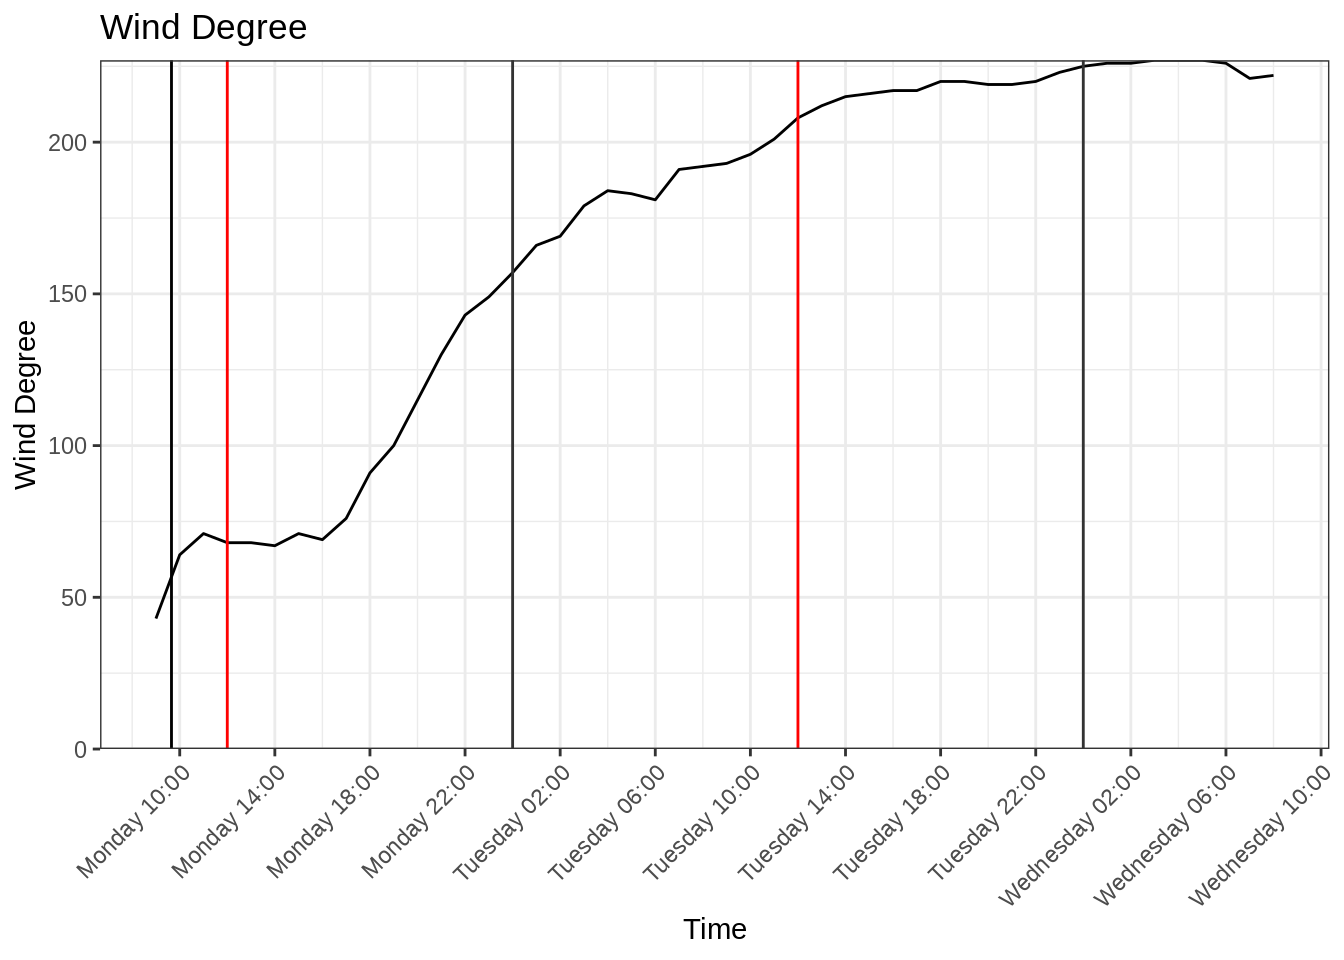 Wind Degree
Wind Degree
200
150
100
50
0
Monday 10:00
Monday 14:00
Monday 18:00
Monday 22:00
Tuesday 02:00
Tuesday 06:00
Tuesday 10:00
Tuesday 14:00
Tuesday 18:00
Tuesday 22:00
Wednesday 02:00
Wednesday 06:00
Wednesday 10:00
Time